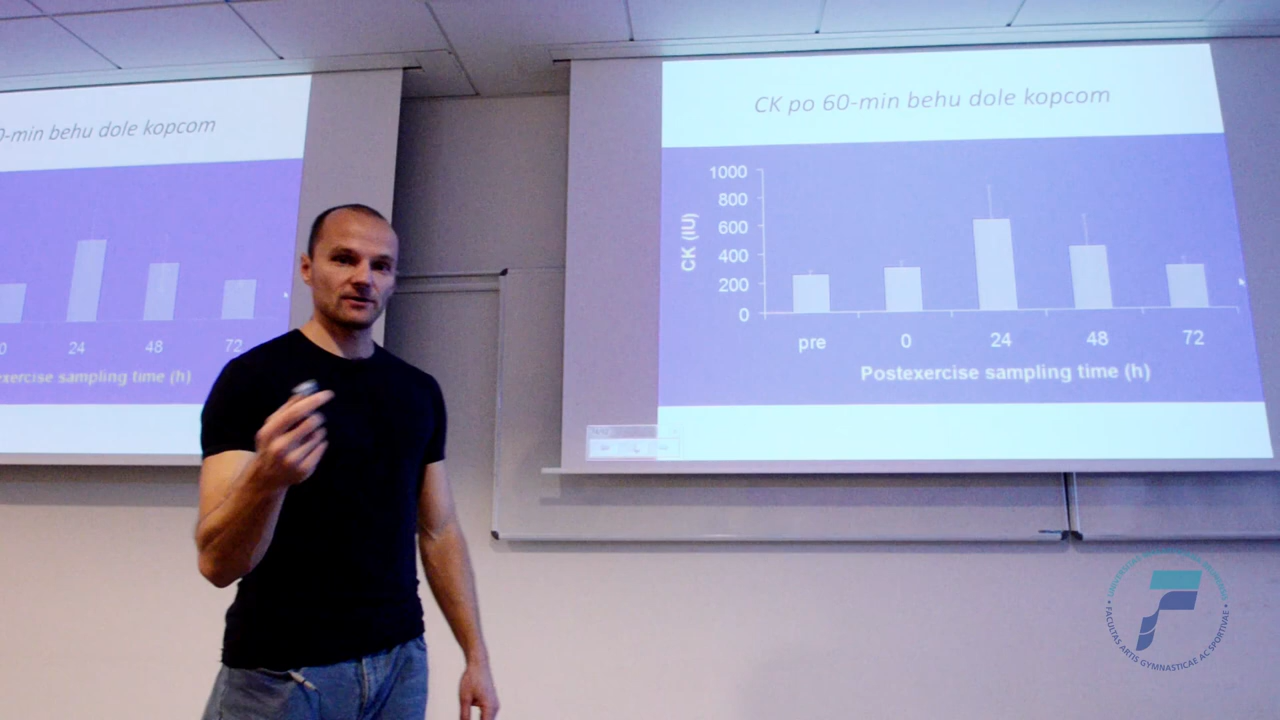 0-min behu dole kopcom
0
24
48
72
xercise sampling time (h)
CK po 60-min behu dole kopcom
1000
800
600
400
200
0
CK (IU)
pre
0
24
48
72
Postexercise sampling time (h)
FACULTAS ARTIS GYMNASTICAE AC SPORTIVAE